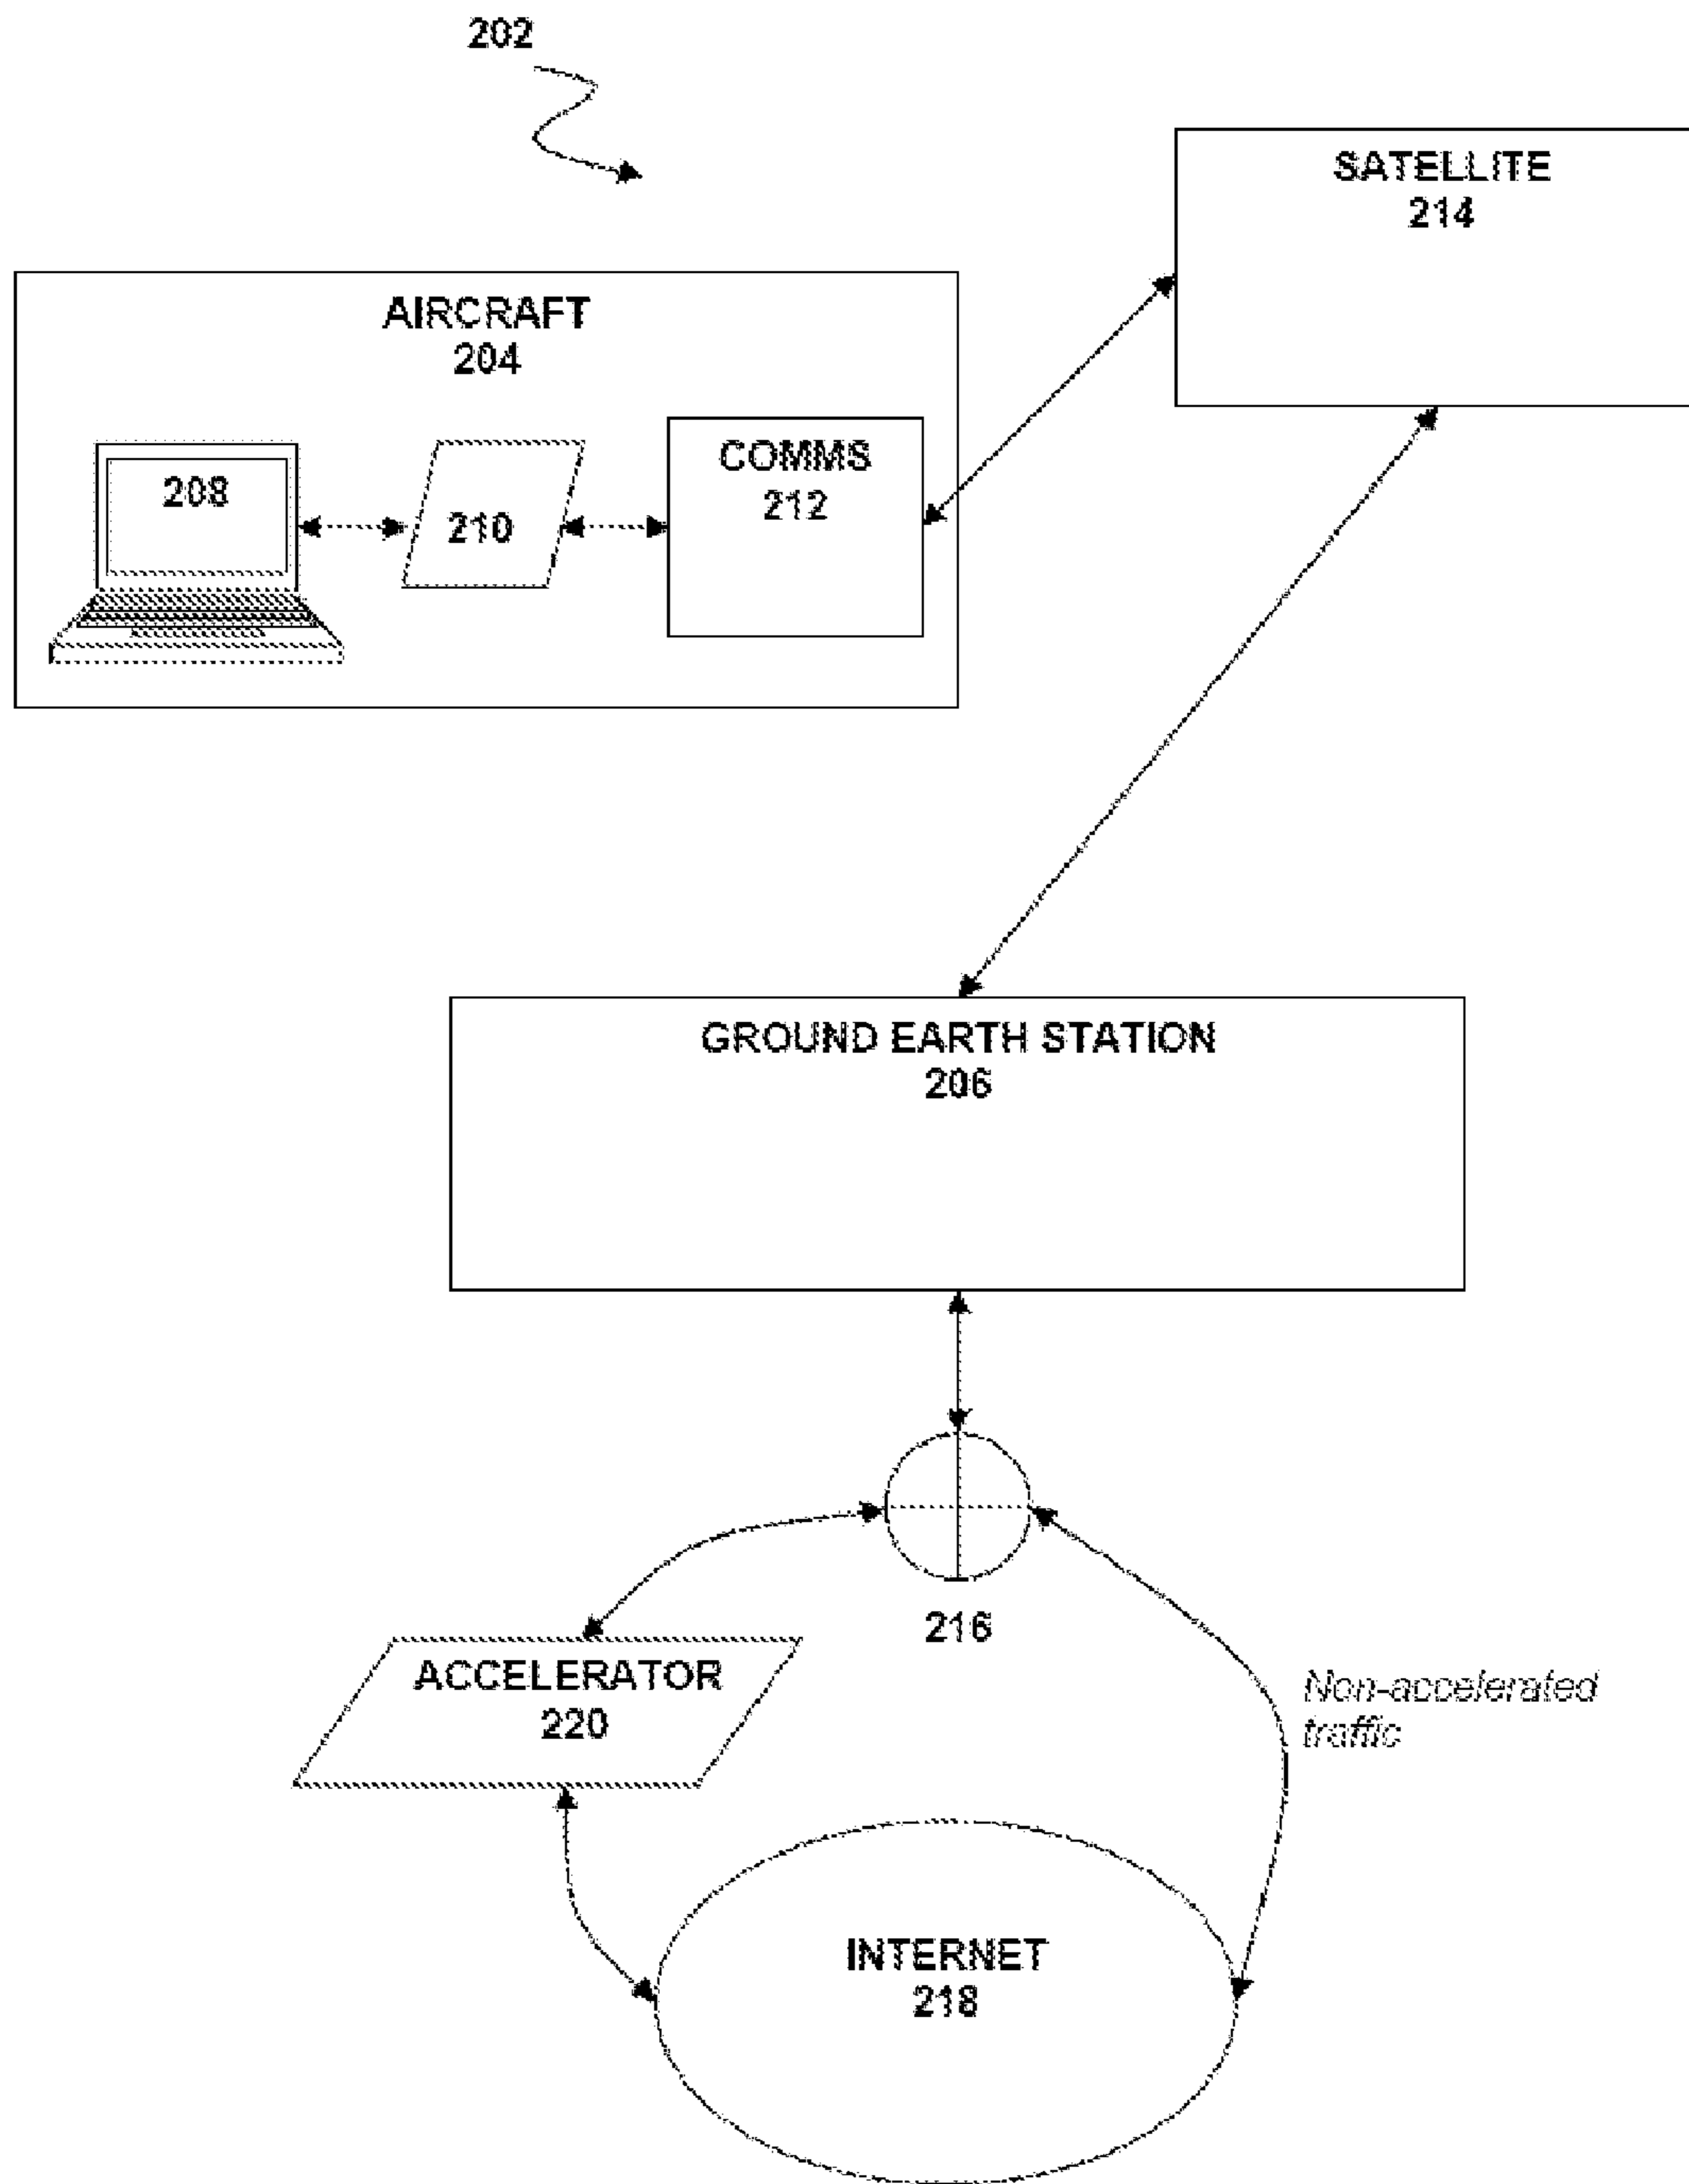 202
SATELLITE
214
AIRCRAFT
204
208
210
COMMS
212
GROUND EARTH STATION
206
216
ACCELERATOR
220
Non-accelerated
traffic
INTERNET
218